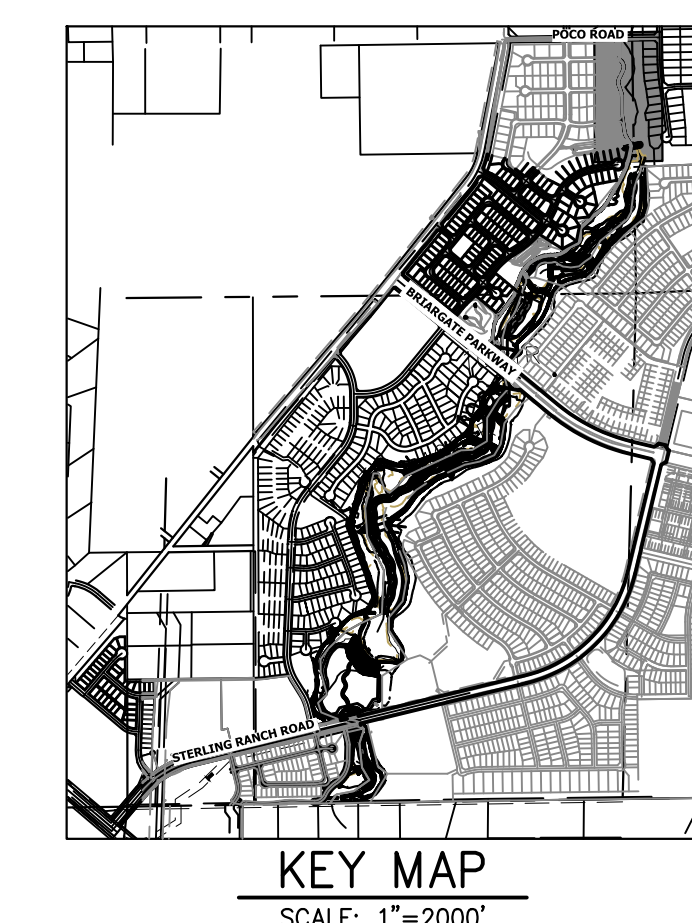 POCO ROAD
BRIARGATE PARKWAY
STERLING RANCH ROAD
KEY MAP
SCALE: 1"=2000'